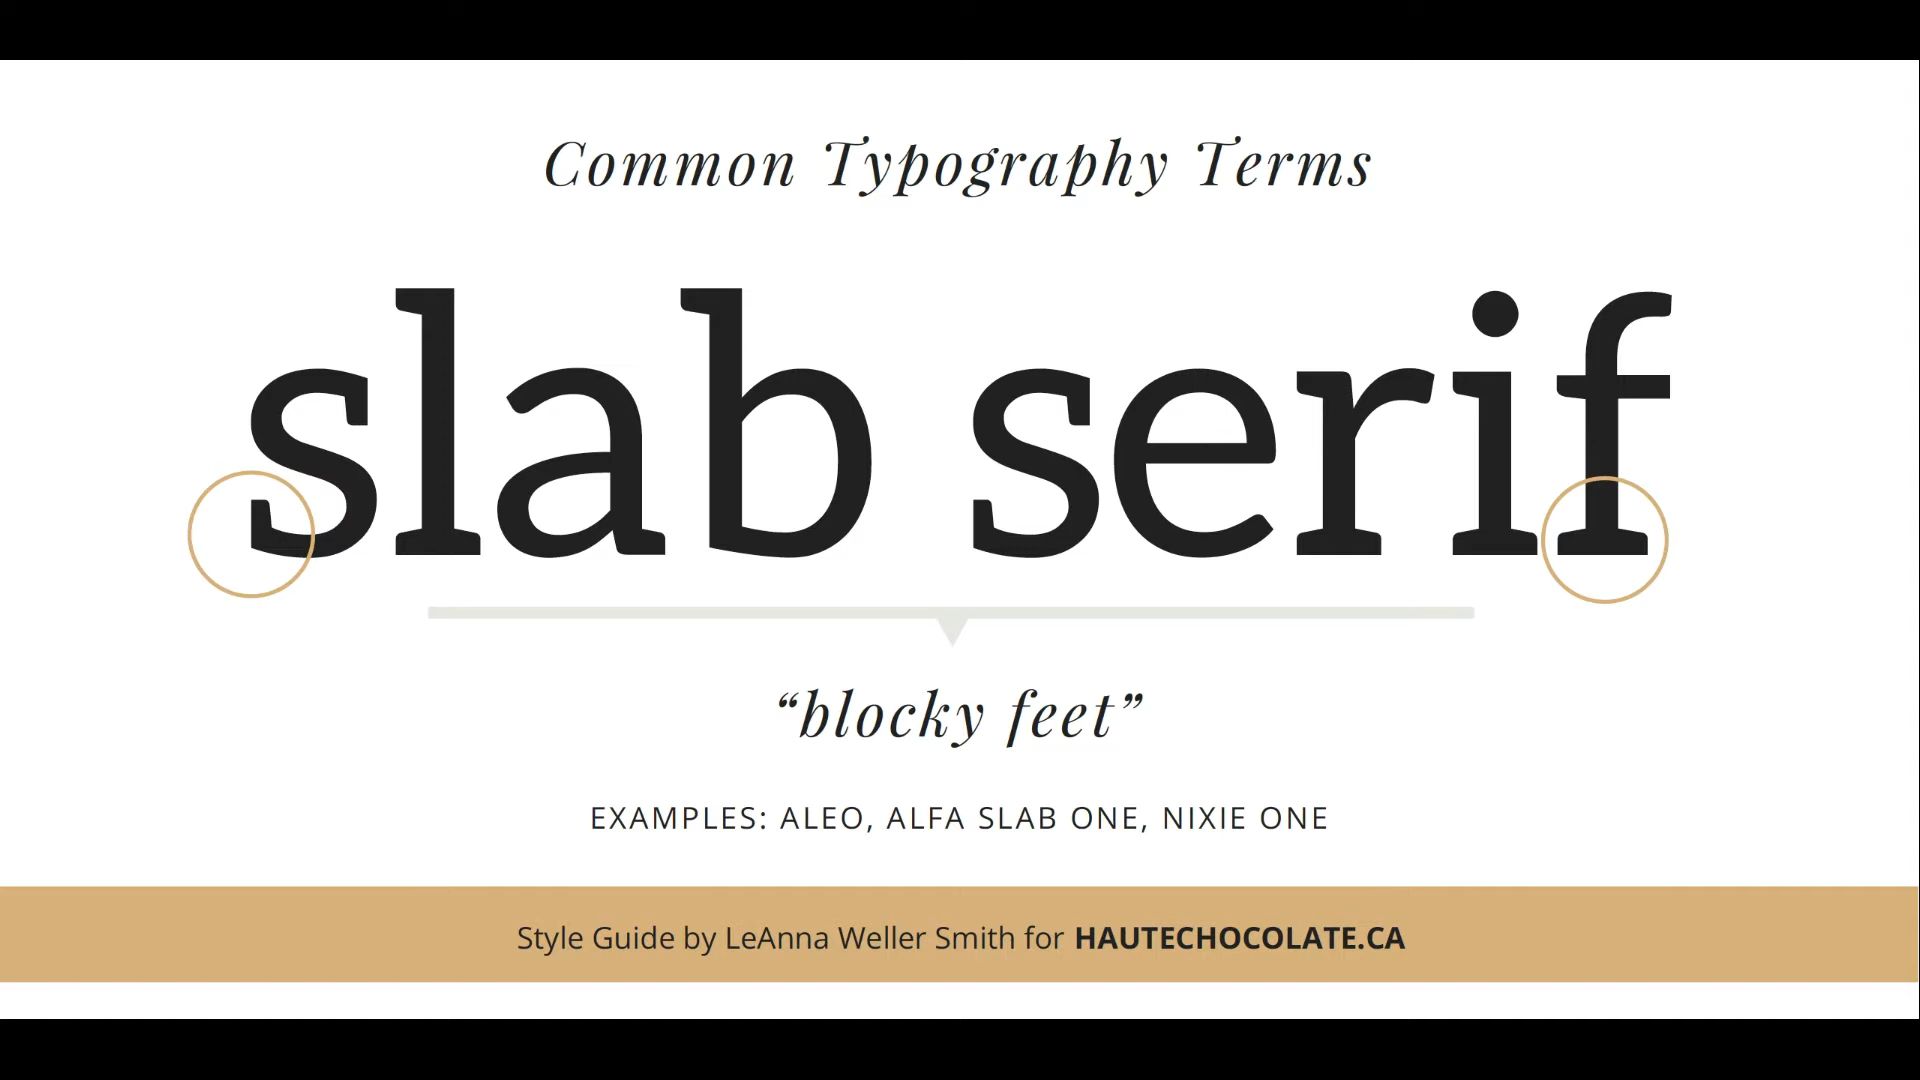 Common Typography Terms
slab serif
“blocky feet”
EXAMPLES: ALEO, ALFA SLAB ONE, NIXIE ONE
Style Guide by LeAnna Weller Smith for HAUTECHOCOLATE.CA